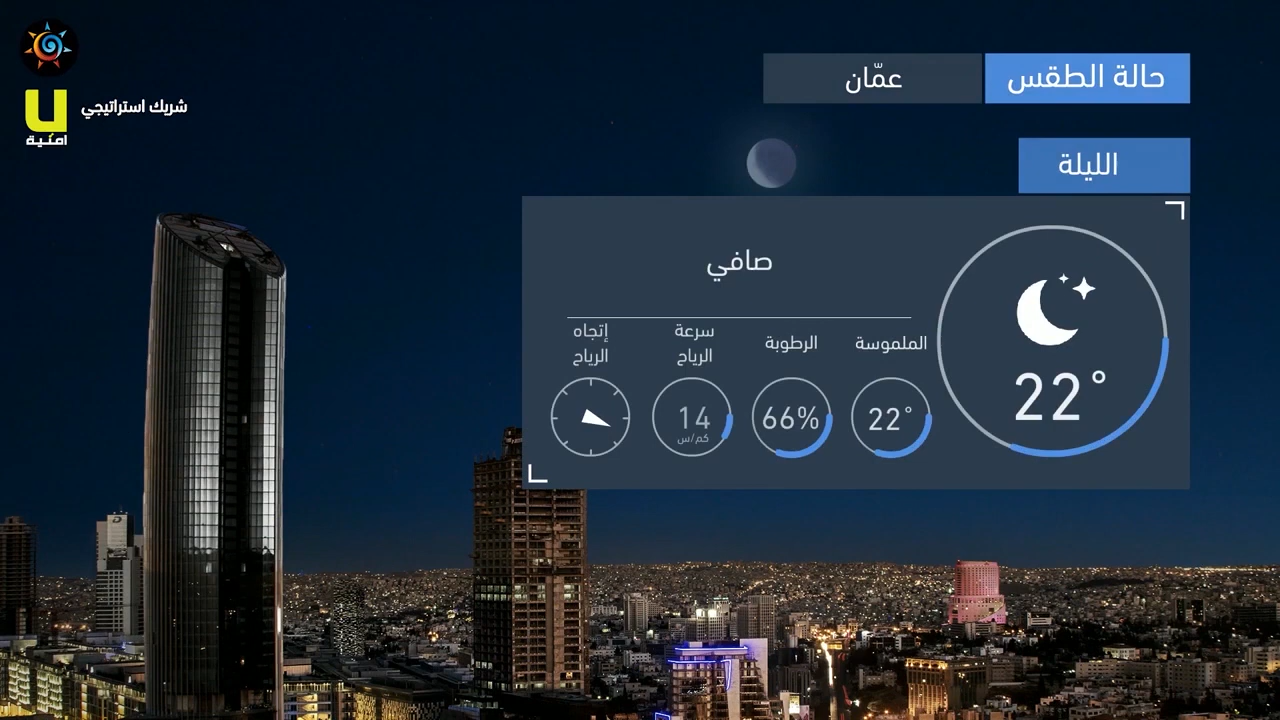 حالة الطقس
عمّان
شريك استراتيجي
U
امنية
الليلة
صافي
22°
الملموسة
22°
الرطوبة
66%
سرعة
الرياح
14
كم/س
إتجاه
الرياح